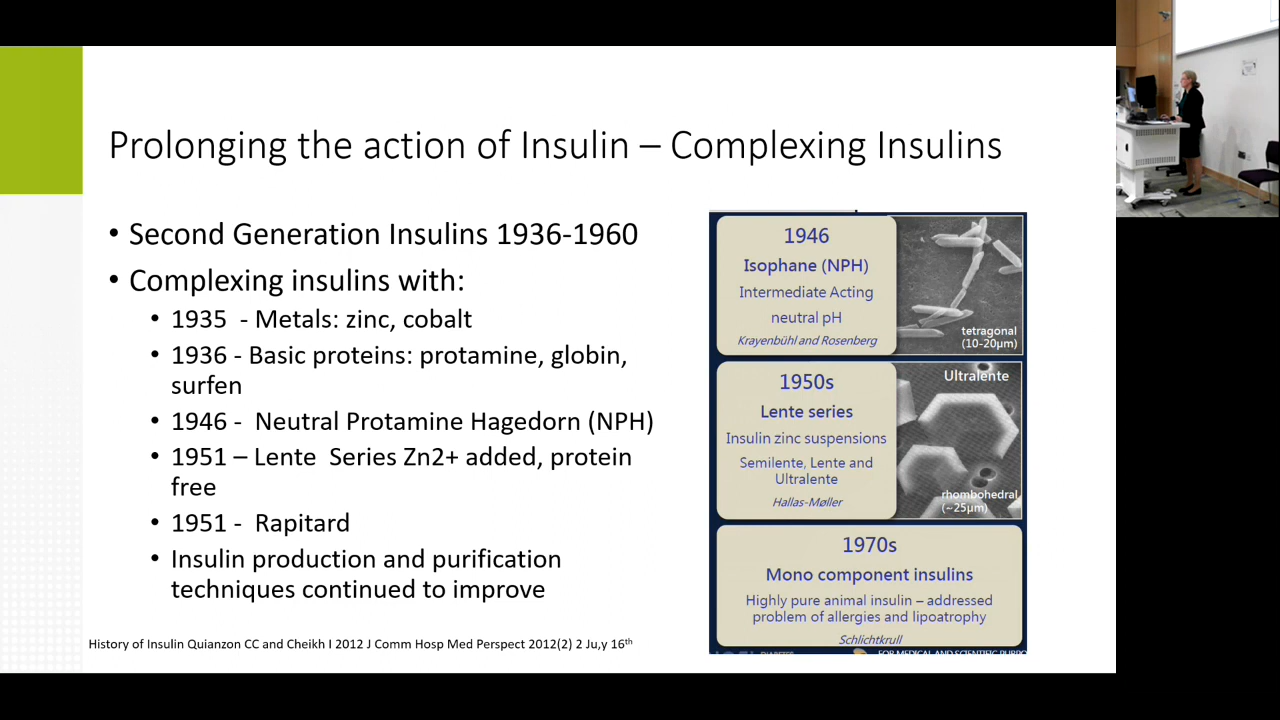 Prolonging the action of Insulin – Complexing Insulins
• Second Generation Insulins 1936-1960
• Complexing insulins with:
• 1935 - Metals: zinc, cobalt
• 1936 - Basic proteins: protamine, globin,
surfen
• 1946 - Neutral Protamine Hagedorn (NPH)
• 1951 – Lente Series Zn2+ added, protein
free
• 1951 - Rapitard
• Insulin production and purification
techniques continued to improve
History of Insulin Quianzon CC and Cheikh I 2012 J Comm Hosp Med Perspect 2012(2) 2 Ju,y 16th
1946
Isophane (NPH)
Intermediate Acting
neutral pH
Krayenbühl and Rosenberg
tetragonal
(10-20µm)
1950s
Lente series
Insulin zinc suspensions
Semilente, Lente and
Ultralente
Hallas-Møller
Ultralente
rhombohedral
(~25µm)
1970s
Mono component insulins
Highly pure animal insulin – addressed
problem of allergies and lipoatrophy
Schlichtkrull
FOR MEDICAL AND SCIENTIFIC PURPO